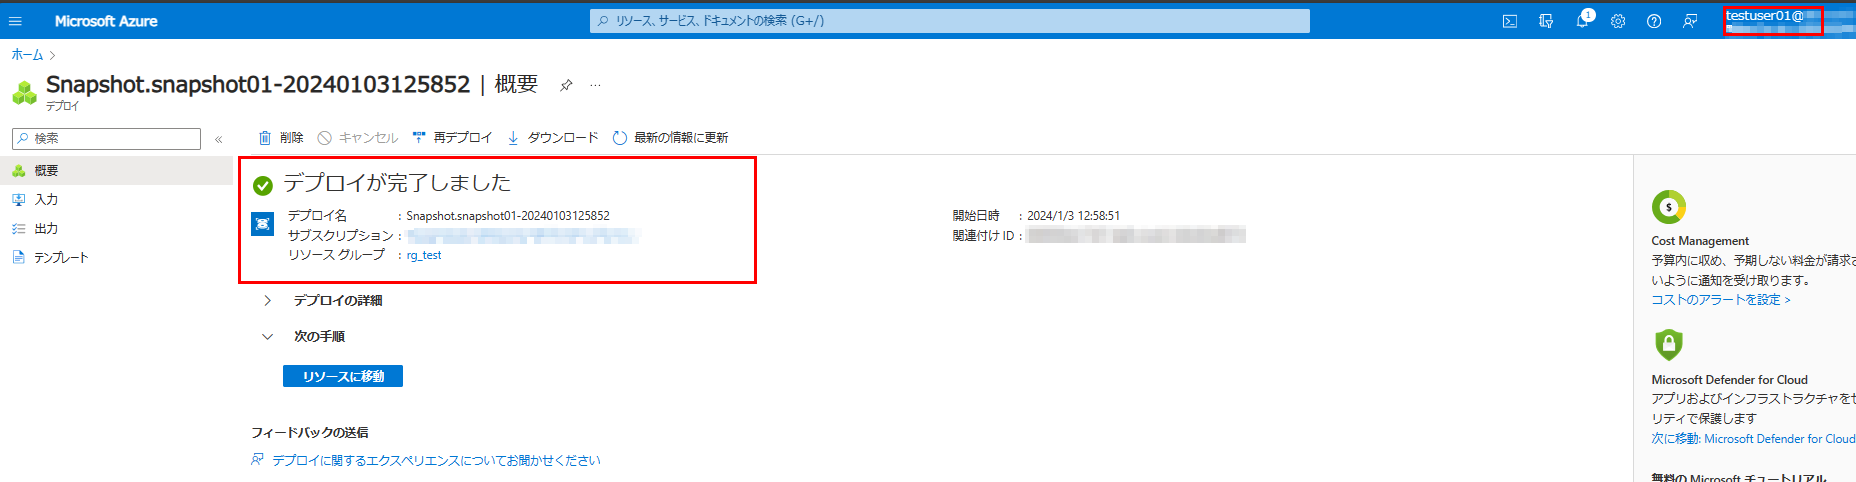 Microsoft Azure
リソース、サービス、ドキュメントの検索 (G+/)
1
testuser01@
ホーム >
Snapshot.snapshot01-20240103125852 | 概要
デプロイ
検索
«
削除 キャンセル 再デプロイ ダウンロード 最新の情報に更新
概要
入力
出力
テンプレート
デプロイが完了しました
デプロイ名 : Snapshot.snapshot01-20240103125852
サブスクリプション :
リソース グループ : rg_test
開始日時 : 2024/1/3 12:58:51
関連付け ID :
デプロイの詳細
次の手順
リソースに移動
フィードバックの送信
デプロイに関するエクスペリエンスについてお聞かせください
Cost Management
予算内に収め、予期しない料金が請求さ
いように通知を受け取ります。
コストのアラートを設定 >
Microsoft Defender for Cloud
アプリおよびインフラストラクチャをセ
リティで保護します
次に移動: Microsoft Defender for Cloud
無料の Microsoft チュートリアル